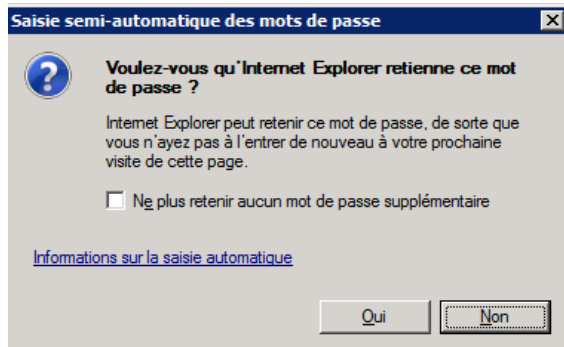 Saisie semi-automatique des mots de passe
Voulez-vous qu'Internet Explorer retienne ce mot
de passe ?
Internet Explorer peut retenir ce mot de passe, de sorte que
vous n'ayez pas à l'entrer de nouveau à votre prochaine
visite de cette page.
Ne plus retenir aucun mot de passe supplémentaire
Informations sur la saisie automatique
Oui Non